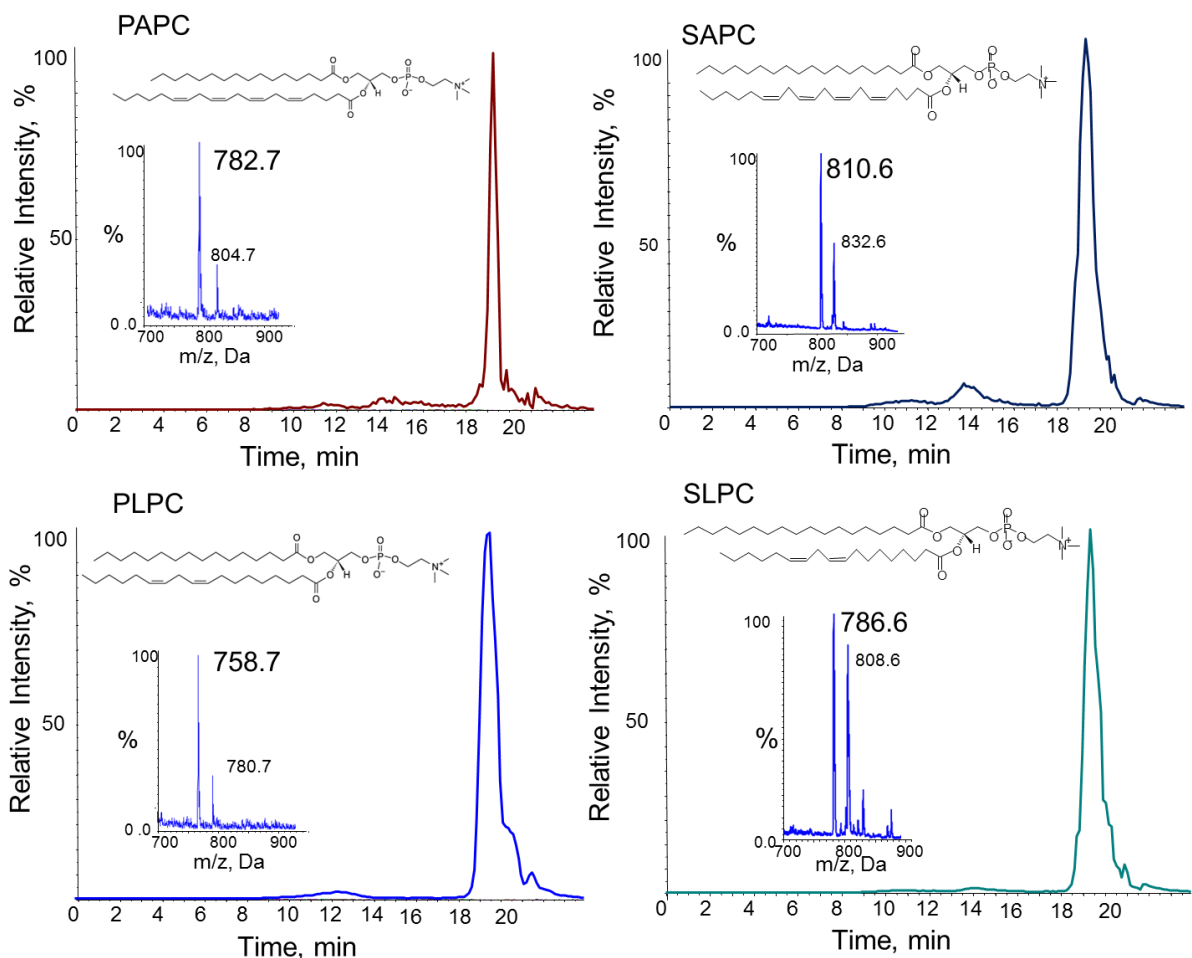 PAPC
Relative Intensity, %
100
50
O
O
O
P
O
O
O⁻
N⁺
O
H
O
100
%
0.0
782.7
804.7
700 800 900
m/z, Da
0 2 4 6 8 10 12 14 16 18 20
Time, min
SAPC
Relative Intensity, %
100
50
0
O
O
O
P
O
O
O
N⁺
O
H
O
100
%
0.0
810.6
832.6
700 800 900
m/z, Da
0 2 4 6 8 10 12 14 16 18 20
Time, min
PLPC
Relative Intensity, %
100
50
O
O
O
P
O
O
O⁻
N⁺
O
H
O
100
%
0.0
758.7
780.7
700 800 900
m/z, Da
0 2 4 6 8 10 12 14 16 18 20
Time, min
SLPC
Relative Intensity, %
100
50
0
O
O
O
P
O
O
O
N⁺
O
H
O
100
%
0.0
786.6
808.6
700 800 900
m/z, Da
0 2 4 6 8 10 12 14 16 18 20
Time, min